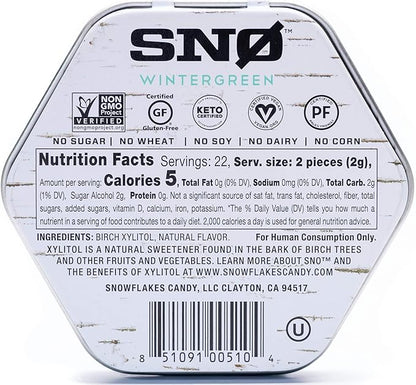 SNØ™
WINTERGREEN
NON
GMO
Project
VERIFIED
nongmoproject.org
Certified
GF
Gluten-Free
KETO
CERTIFIED
CERTIFIED VEGAN
VEGAN.ORG
CERTIFIED
PF
NO SUGAR | NO WHEAT | NO SOY | NO DAIRY | NO CORN
Nutrition Facts Servings: 22, Serv. size: 2 pieces (2g),
Amount per serving: Calories 5, Total Fat 0g (0% DV), Sodium 0mg (0% DV), Total Carb. 2g
(1% DV), Sugar Alcohol 2g, Protein 0g. Not a significant source of sat fat, trans fat, cholesterol, fiber, total
sugars, added sugars, vitamin D, calcium, iron, potassium. *The % Daily Value (DV) tells you how much a
nutrient in a serving of food contributes to a daily diet. 2,000 calories a day is used for general nutrition advice.
INGREDIENTS: BIRCH XYLITOL, NATURAL FLAVOR. For Human Consumption Only.
XYLITOL IS A NATURAL SWEETENER FOUND IN THE BARK OF BIRCH TREES
AND OTHER FRUITS AND VEGETABLES. LEARN MORE ABOUT SNO™ AND
THE BENEFITS OF XYLITOL AT WWW.SNOWFLAKESCANDY.COM
SNOWFLAKES CANDY, LLC CLAYTON, CA 94517
8 51091 00510 4
U